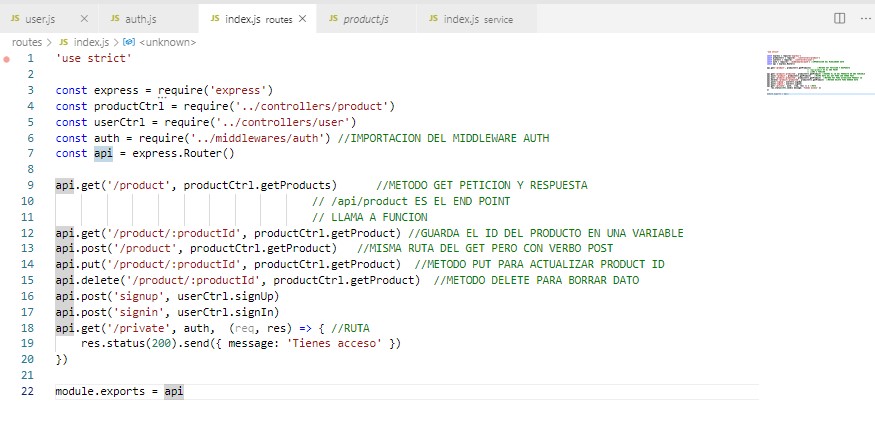 JS user.js × JS auth.js JS index.js routes × JS product.js JS index.js service ...
routes > JS index.js > <unknown>
1 'use strict'
2
3 const express = require('express')
4 const productCtrl = require('../controllers/product')
5 const userCtrl = require('../controllers/user')
6 const auth = require('../middlewares/auth') //IMPORTACION DEL MIDDLEWARE AUTH
7 const api = express.Router()
8
9 api.get('/product', productCtrl.getProducts) //METODO GET PETICION Y RESPUESTA
10 // /api/product ES EL END POINT
11 // LLAMA A FUNCION
12 api.get('/product/:productId', productCtrl.getProduct) //GUARDA EL ID DEL PRODUCTO EN UNA VARIABLE
13 api.post('/product', productCtrl.getProduct) //MISMA RUTA DEL GET PERO CON VERBO POST
14 api.put('/product/:productId', productCtrl.getProduct) //METODO PUT PARA ACTUALIZAR PRODUCT ID
15 api.delete('/product/:productId', productCtrl.getProduct) //METODO DELETE PARA BORRAR DATO
16 api.post('signup', userCtrl.signUp)
17 api.post('signin', userCtrl.signIn)
18 api.get('/private', auth, (req, res) => { //RUTA
19 res.status(200).send({ message: 'Tienes acceso' })
20 })
21
22 module.exports = api